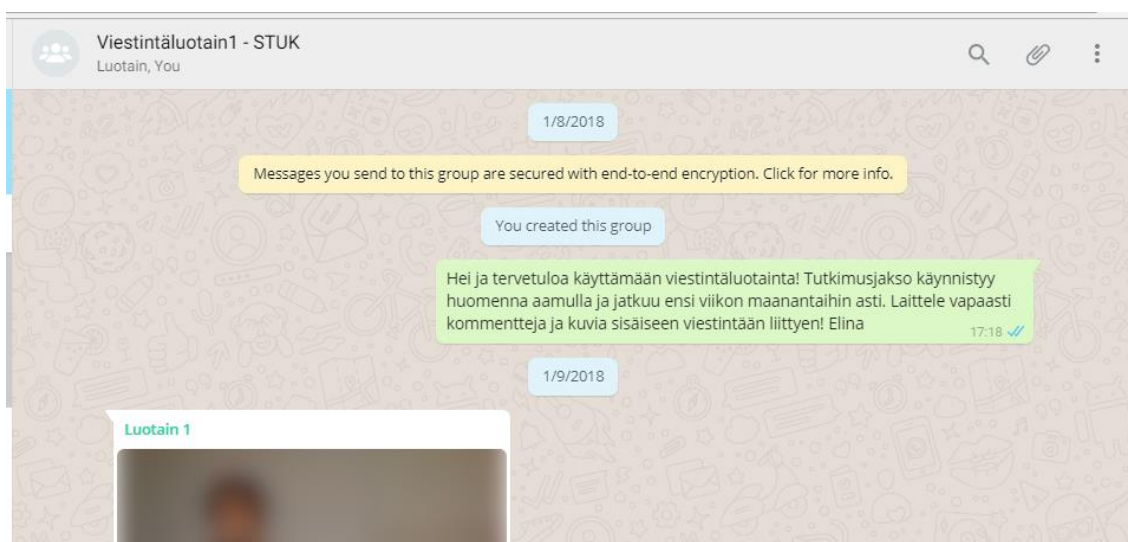 Viestintäluotain1 - STUK
Luotain, You
1/8/2018
Messages you send to this group are secured with end-to-end encryption. Click for more info.
You created this group
Hei ja tervetuloa käyttämään viestintäluotainta! Tutkimusjakso käynnistyy
huomenna aamulla ja jatkuu ensi viikon maanantaihin asti. Laittele vapaasti
kommentteja ja kuvia sisäiseen viestintään liittyen! Elina
17:18
1/9/2018
Luotain 1